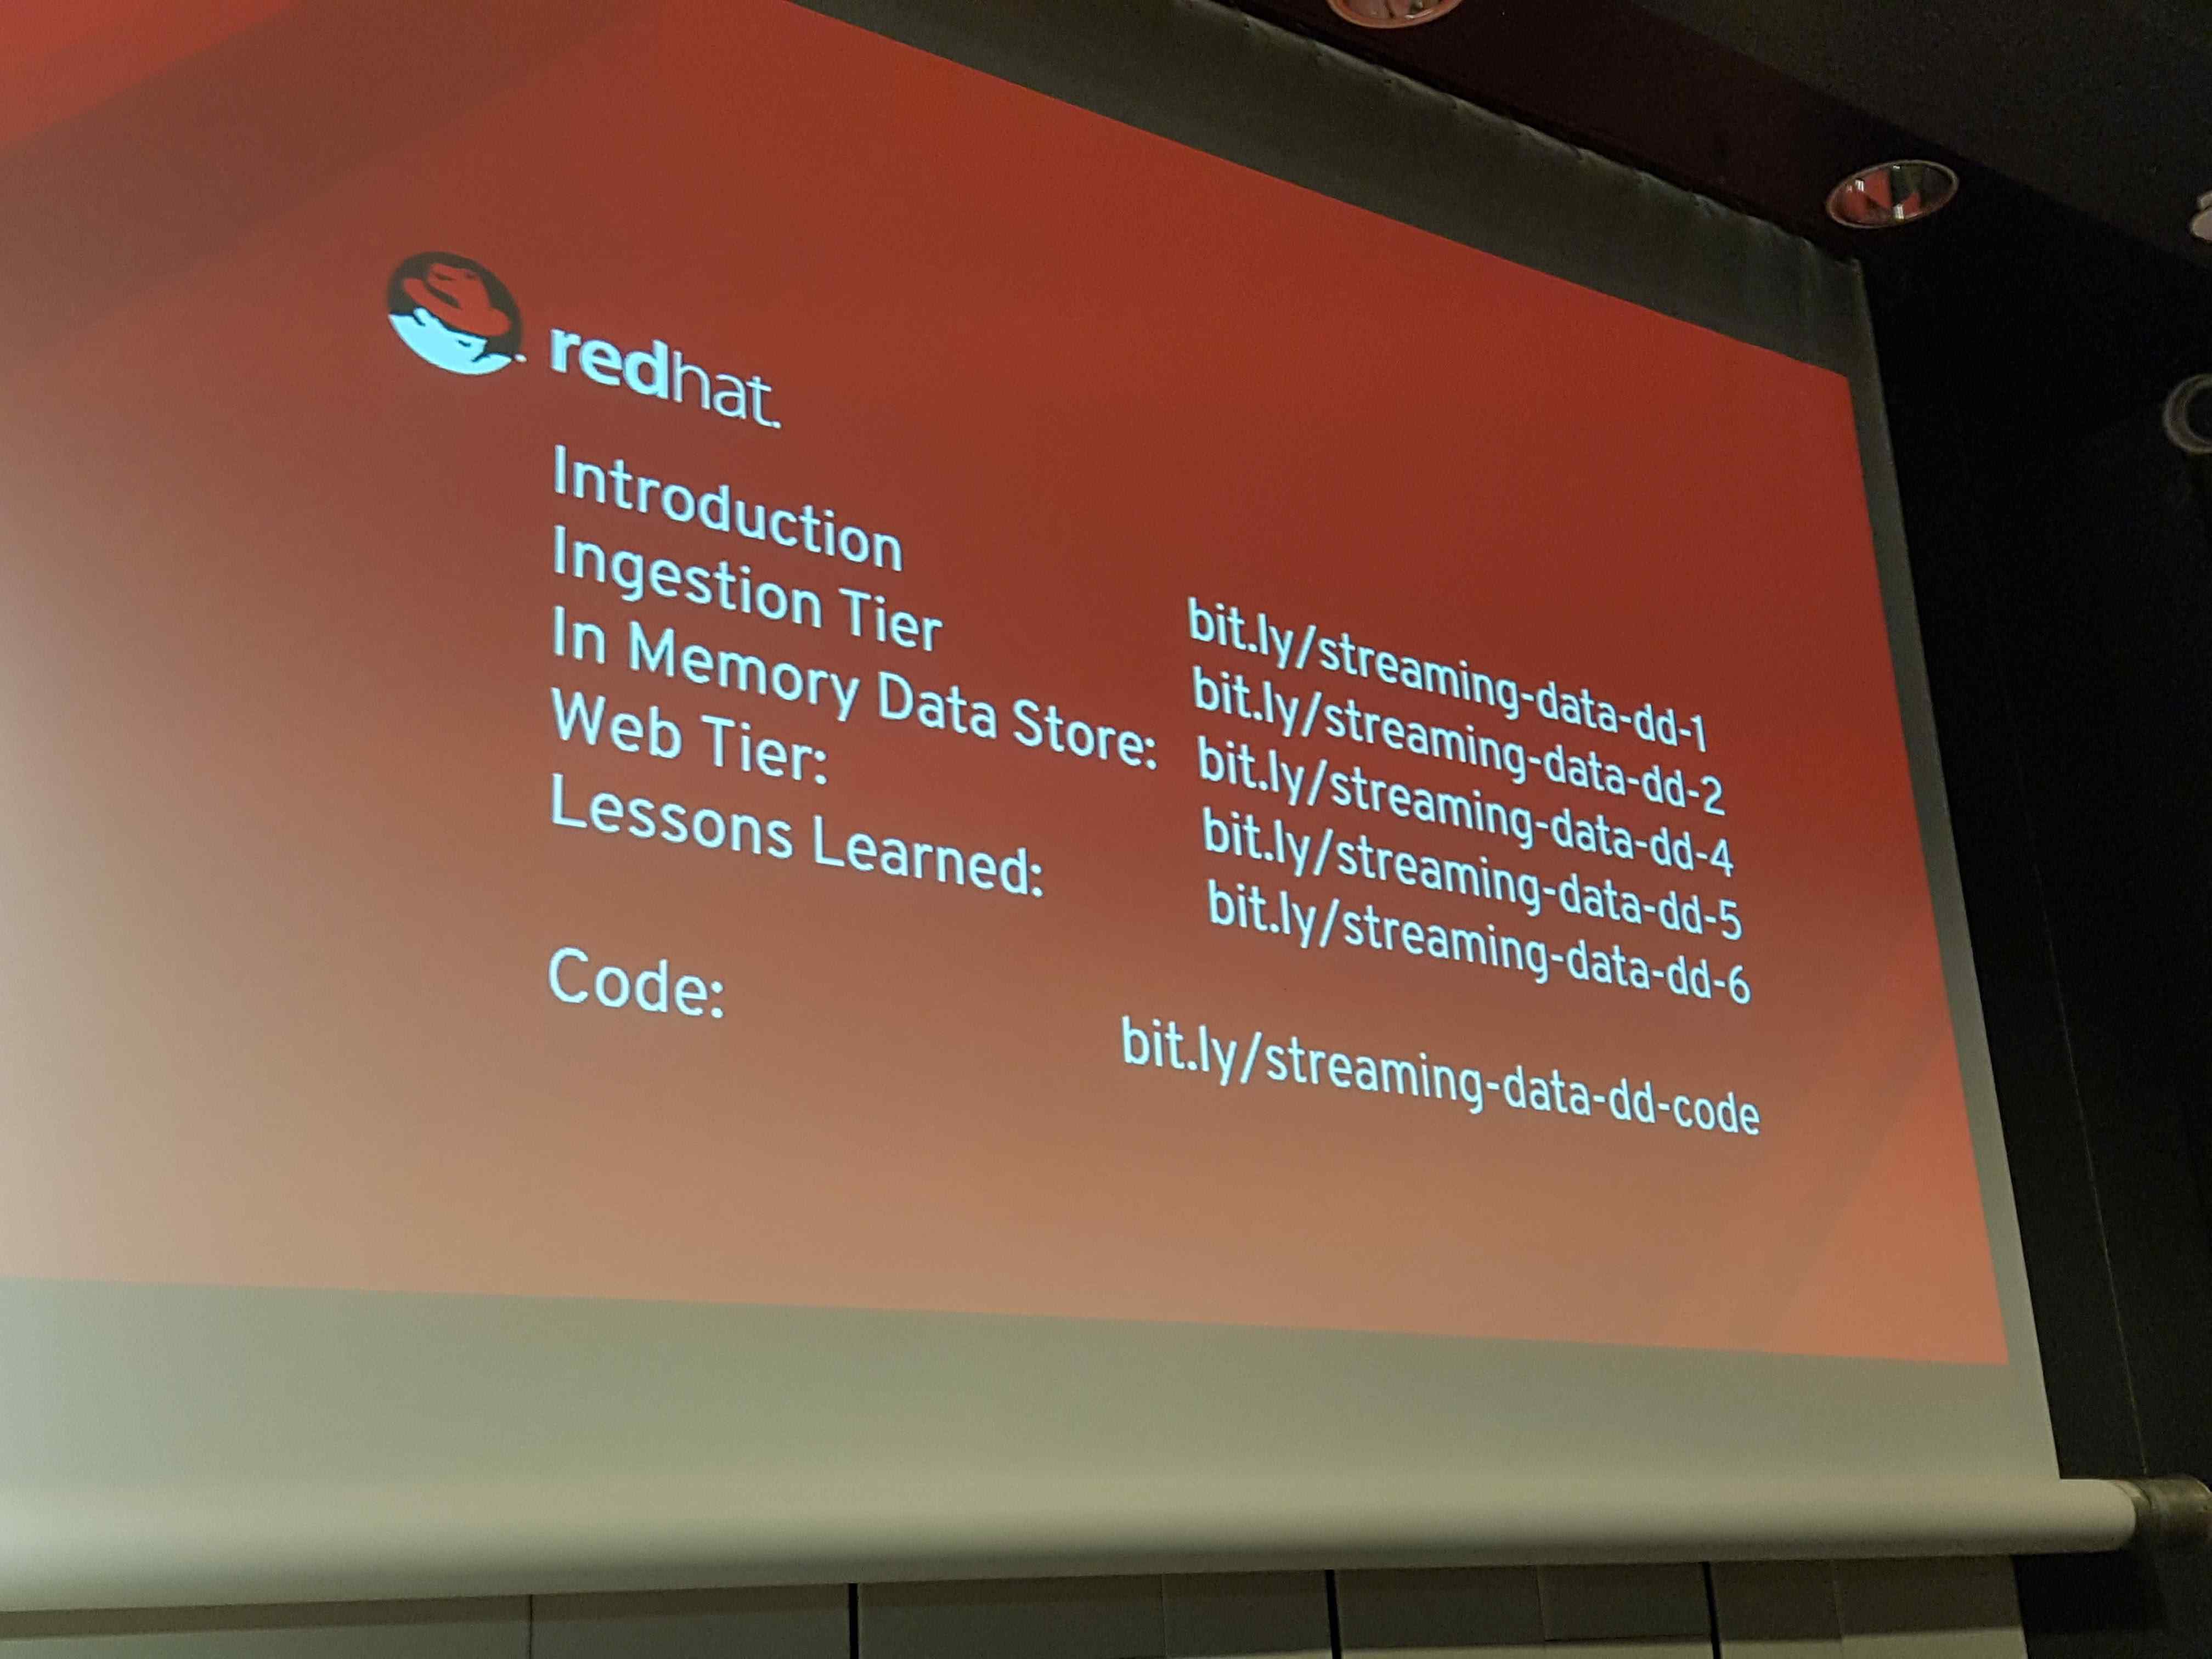 redhat.
Introduction bit.ly/streaming-data-dd-1
Ingestion Tier bit.ly/streaming-data-dd-2
In Memory Data Store: bit.ly/streaming-data-dd-4
Web Tier: bit.ly/streaming-data-dd-5
Lessons Learned: bit.ly/streaming-data-dd-6
Code: bit.ly/streaming-data-dd-code